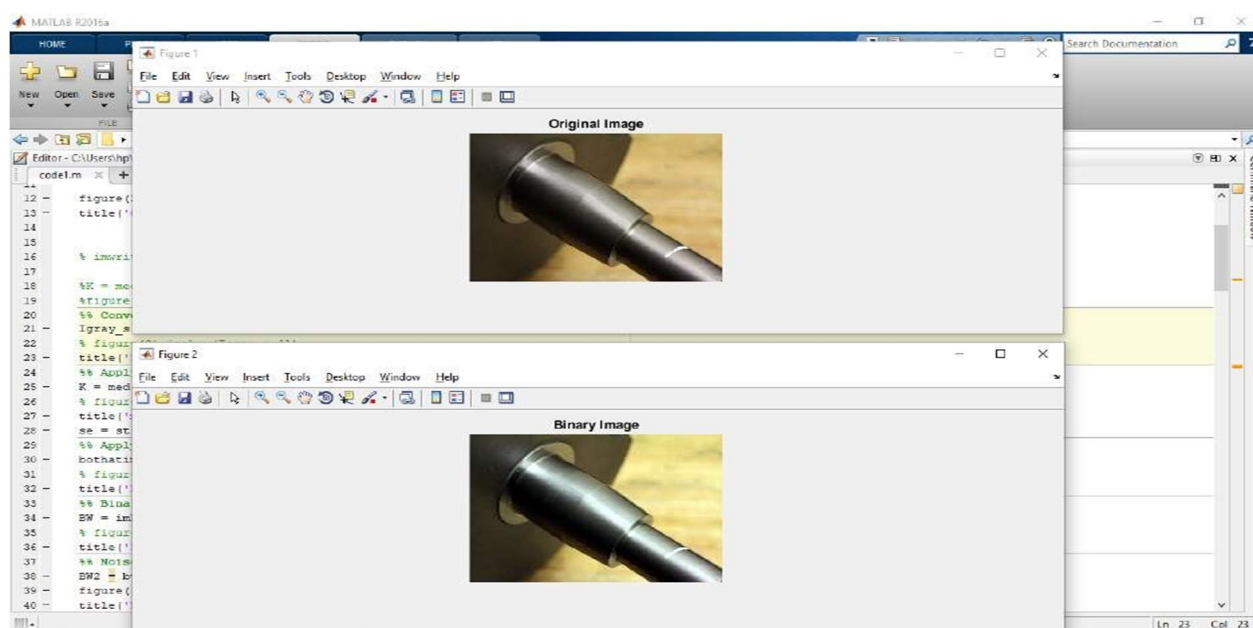 MATLAB R2016a
HOME
Search Documentation
New Open Save
FILE
Editor - C:\Users\hp\
code1.m
Figure 1
File Edit View Insert Tools Desktop Window Help
Original Image
12 figure(
13 title('
14
15
16 % imwri
17
18 %K = me
19 %figure
20 %% Conv
21 Igray_s
22 % figur
23 title('
24 %% Appl
25 K = med
26 % figur
27 title('
28 se = st
29 %% Appl
30 bothati
31 % figur
32 title('
33 %% Bina
34 BW = im
35 % figur
36 title('
37 %% Nois
38 BW2 = b
39 figure(
40 title('
Figure 2
File Edit View Insert Tools Desktop Window Help
Binary Image
Ln 23 Col 23